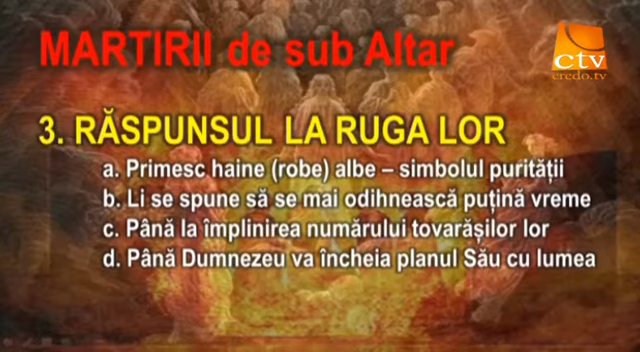 MARTIRII de sub Altar
ctv
credo.tv
3. RĂSPUNSUL LA RUGA LOR
a. Primesc haine (robe) albe – simbolul purității
b. Li se spune să se mai odihnească puțină vreme
c. Până la împlinirea numărului tovarășilor lor
d. Până Dumnezeu va încheia planul Său cu lumea